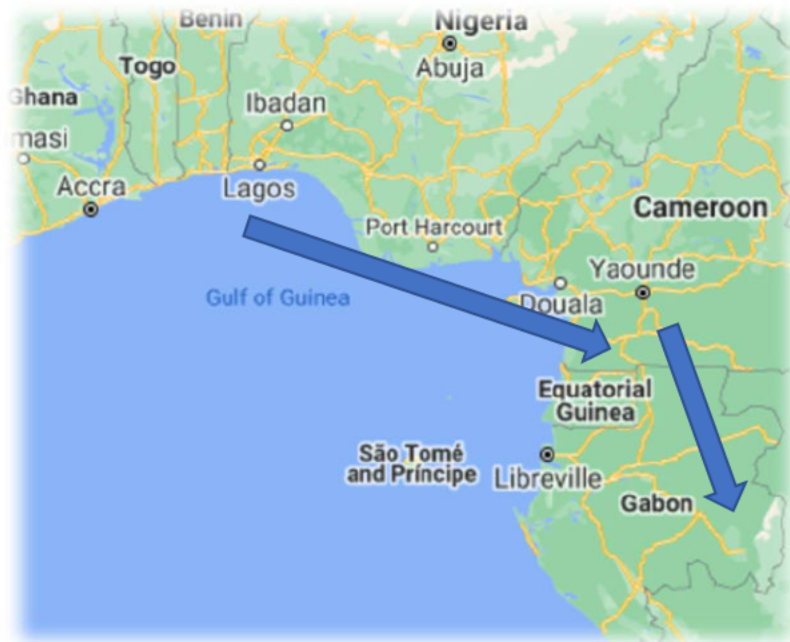 Benin
Nigeria
Togo
Abuja
Ghana
Ibadan
masi
Accra
Lagos
Cameroon
Port Harcourt
Yaounde
Gulf of Guinea
Douala
Equatorial
Guinea
São Tomé
and Príncipe
Libreville
Gabon